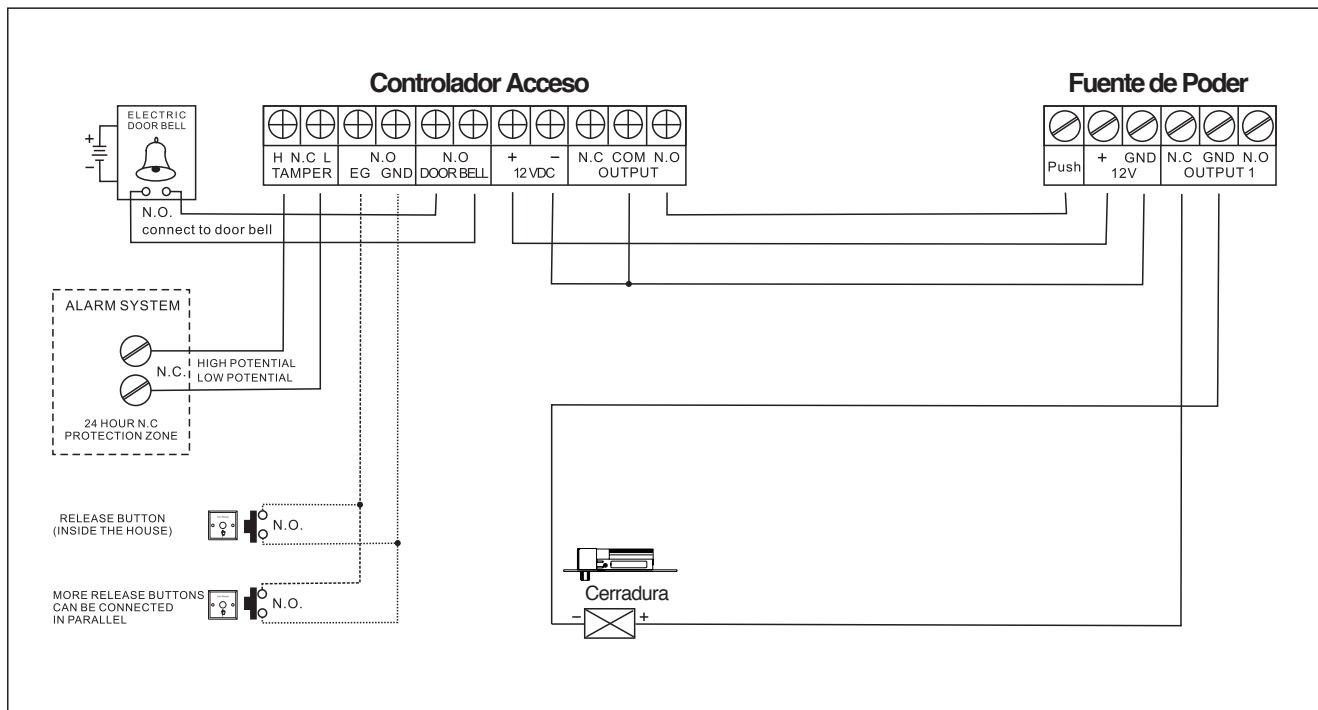 Controlador Acceso
Fuente de Poder
ELECTRIC
DOOR BELL
+
−
H N.C L
TAMPER
N.O
EG GND
N.O
DOOR BELL
+ −
12 VDC
N.C COM N.O
OUTPUT
Push
+ GND
12V
N.C GND N.O
OUTPUT 1
N.O.
connect to door bell
ALARM SYSTEM
HIGH POTENTIAL
N.C.
LOW POTENTIAL
24 HOUR N.C
PROTECTION ZONE
RELEASE BUTTON
(INSIDE THE HOUSE)
N.O.
MORE RELEASE BUTTONS
CAN BE CONNECTED
IN PARALLEL
N.O.
Cerradura
− +